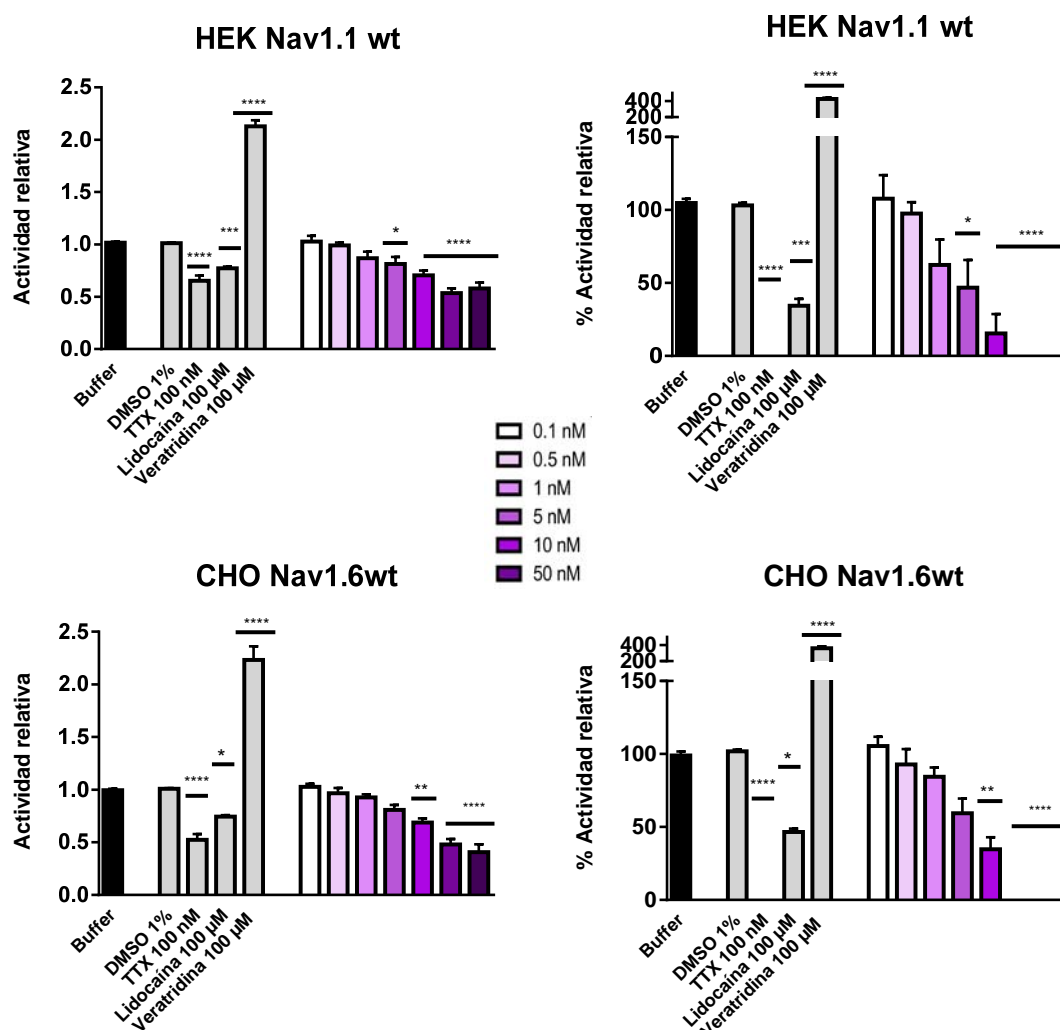 HEK Nav1.1 wt
Actividad relativa
2.5
2.0
1.5
1.0
0.5
0.0
****
***
****
*
****
Buffer
DMSO 1%
TTX 100 nM
Lidocaína 100 µM
Veratridina 100 µM
HEK Nav1.1 wt
% Actividad relativa
400
200
150
100
50
0
****
***
****
*
****
Buffer
DMSO 1%
TTX 100 nM
Lidocaína 100 µM
Veratridina 100 µM
0.1 nM
0.5 nM
1 nM
5 nM
10 nM
50 nM
CHO Nav1.6wt
Actividad relativa
2.5
2.0
1.5
1.0
0.5
0.0
****
*
****
**
****
Buffer
DMSO 1%
TTX 100 nM
Lidocaína 100 µM
Veratridina 100 µM
CHO Nav1.6wt
% Actividad relativa
400
200
150
100
50
0
****
*
****
**
****
Buffer
DMSO 1%
TTX 100 nM
Lidocaína 100 µM
Veratridina 100 µM